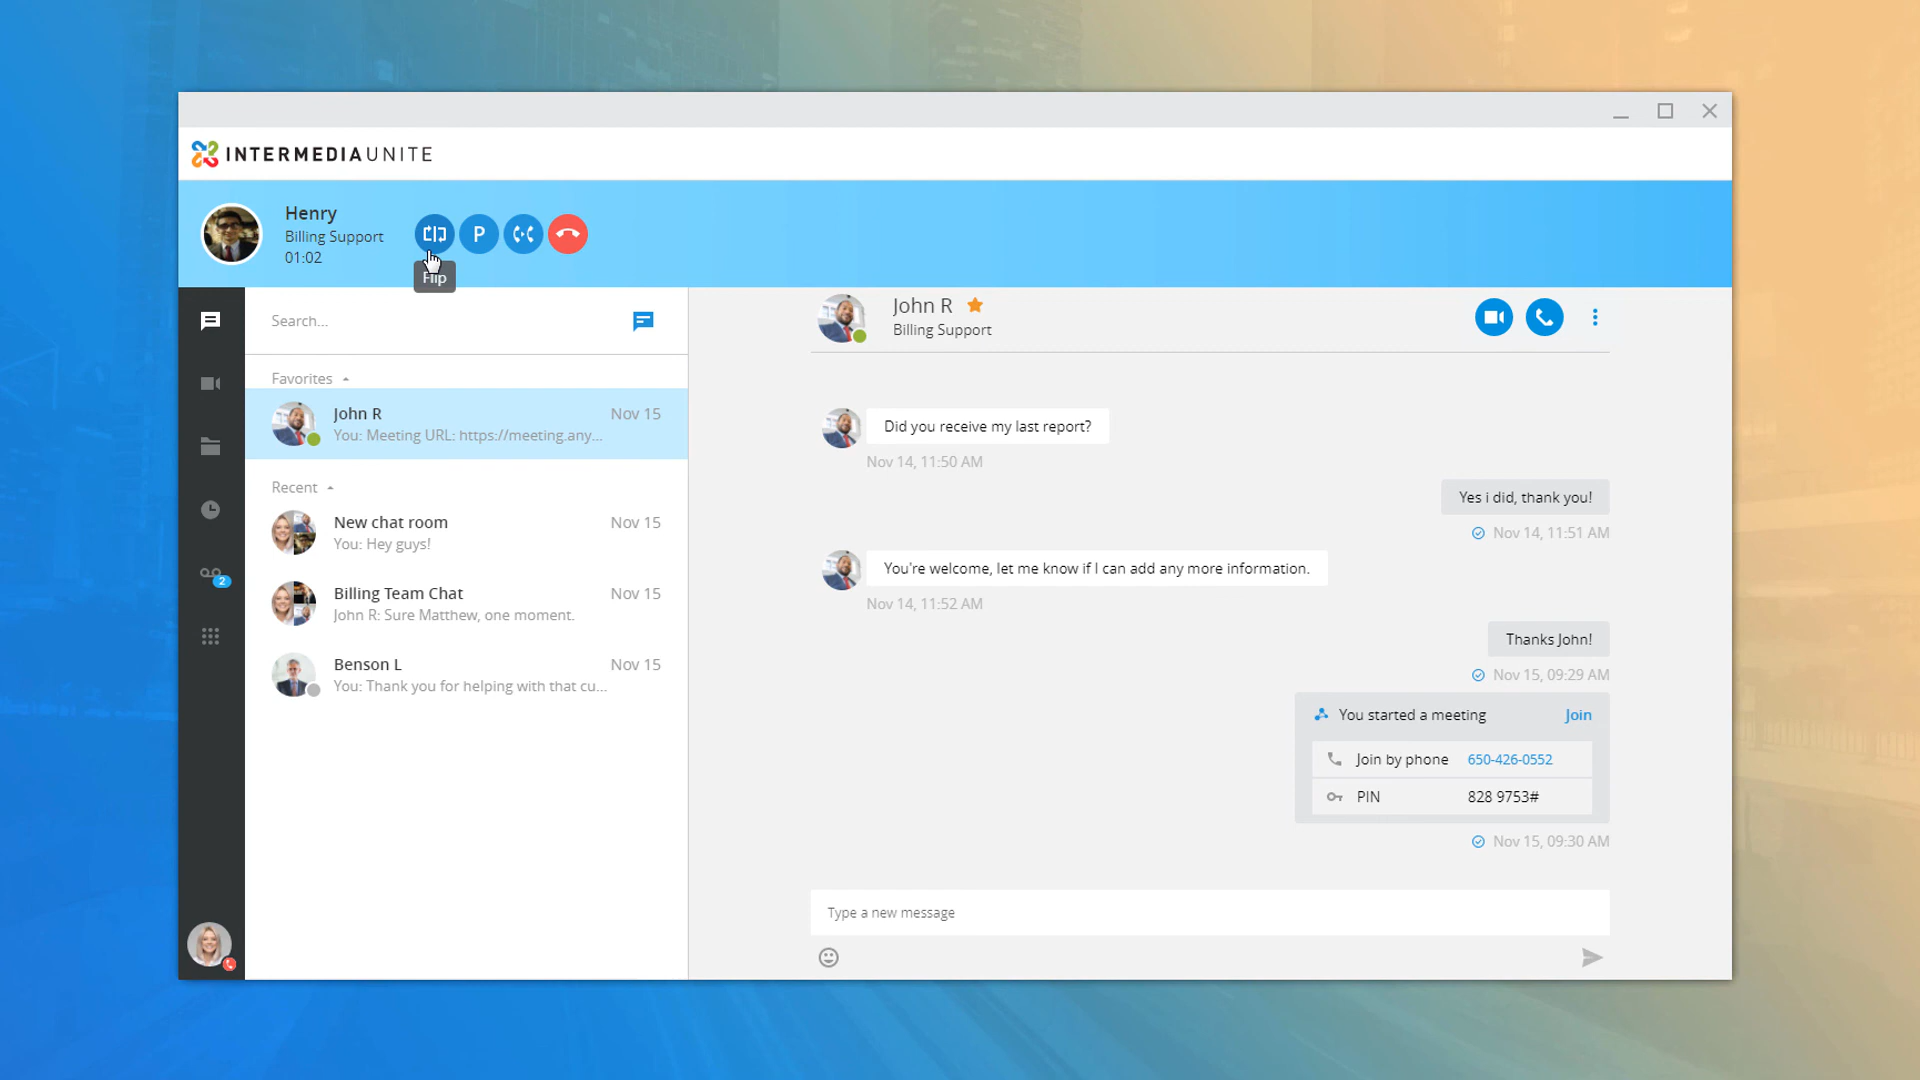 INTERMEDIA UNITE
Henry
Billing Support
01:02
P
Flip
Search...
Favorites
John R Nov 15
You: Meeting URL: https://meeting.any...
Recent
New chat room Nov 15
You: Hey guys!
Billing Team Chat Nov 15
John R: Sure Matthew, one moment.
Benson L Nov 15
You: Thank you for helping with that cu...
2
John R
Billing Support
Did you receive my last report?
Nov 14, 11:50 AM
Yes i did, thank you!
Nov 14, 11:51 AM
You're welcome, let me know if I can add any more information.
Nov 14, 11:52 AM
Thanks John!
Nov 15, 09:29 AM
You started a meeting Join
Join by phone 650-426-0552
PIN 828 9753#
Nov 15, 09:30 AM
Type a new message